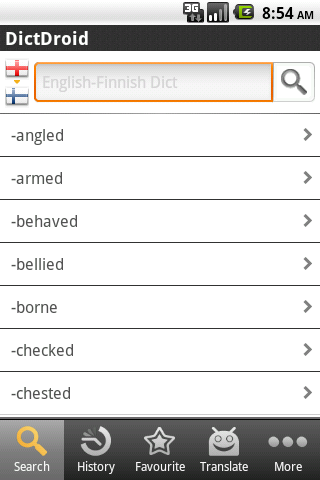 3G 8:54 AM
DictDroid
English-Finnish Dict
-angled
-armed
-behaved
-bellied
-borne
-checked
-chested
Search History Favourite Translate More